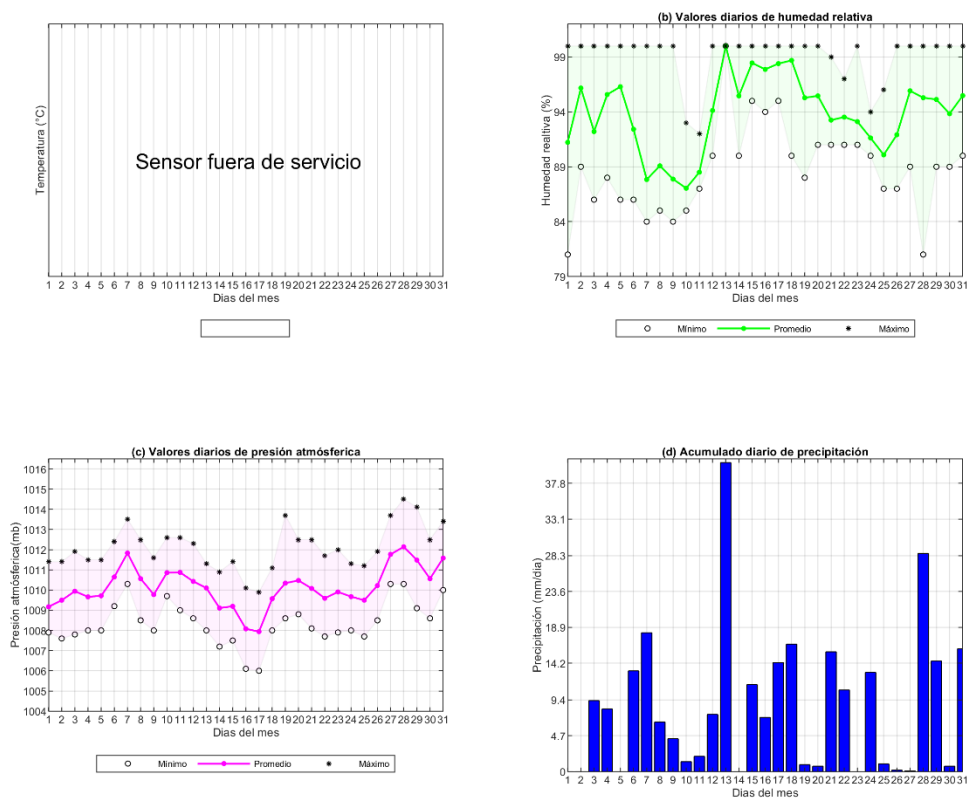 Temperatura (°C)
Sensor fuera de servicio
1 2 3 4 5 6 7 8 9 10 11 12 13 14 15 16 17 18 19 20 21 22 23 24 25 26 27 28 29 30 31
Dias del mes
(b) Valores diarios de humedad relativa
Humedad realtiva (%)
99
94
89
84
79
1 2 3 4 5 6 7 8 9 10 11 12 13 14 15 16 17 18 19 20 21 22 23 24 25 26 27 28 29 30 31
Dias del mes
Mínimo Promedio Máximo
(c) Valores diarios de presión atmósferica
Presión atmósferica(mb)
1016
1015
1014
1013
1012
1011
1010
1009
1008
1007
1006
1005
1004
1 2 3 4 5 6 7 8 9 10 11 12 13 14 15 16 17 18 19 20 21 22 23 24 25 26 27 28 29 30 31
Dias del mes
Mínimo Promedio Máximo
(d) Acumulado diario de precipitación
Precipitación (mm/dia)
37.8
33.1
28.3
23.6
18.9
14.2
9.4
4.7
0
1 2 3 4 5 6 7 8 9 10 11 12 13 14 15 16 17 18 19 20 21 22 23 24 25 26 27 28 29 30 31
Dias del mes